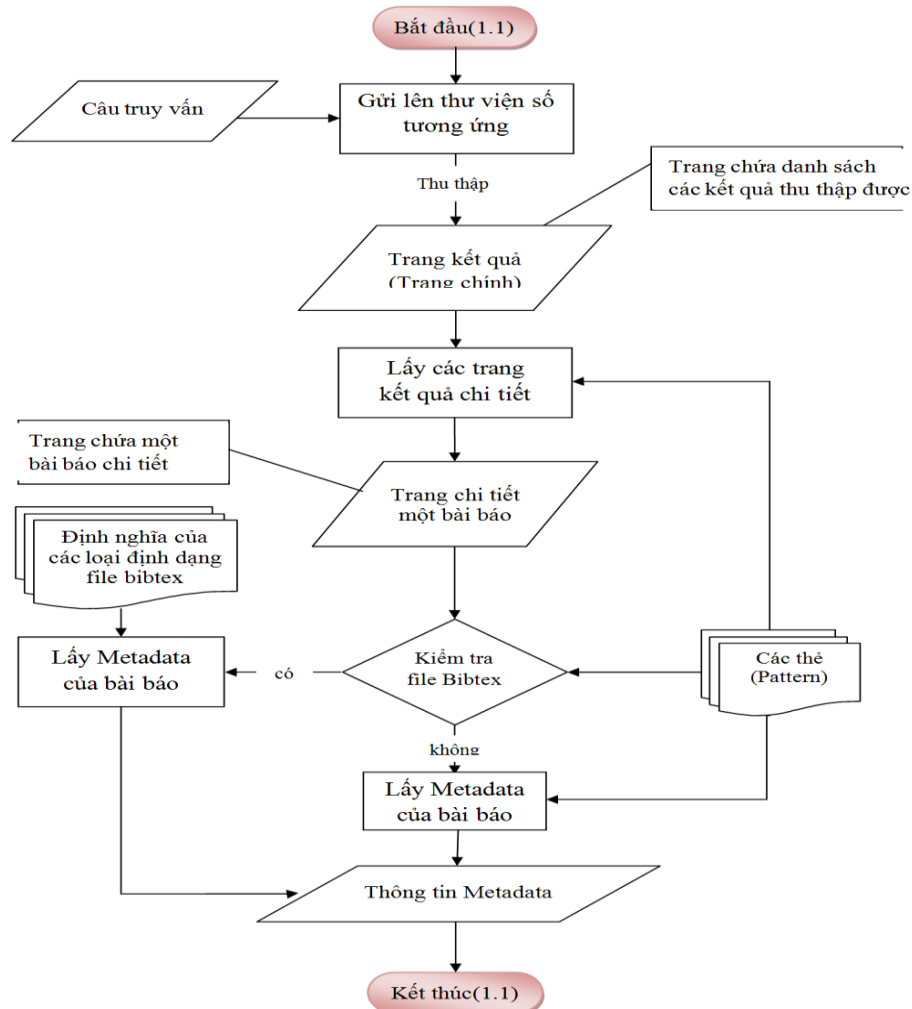 Bắt đầu(1.1)
Câu truy vấn
Gửi lên thư viện số
tương ứng
Thu thập
Trang chứa danh sách
các kết quả thu thập được
Trang kết quả
(Trang chính)
Lấy các trang
kết quả chi tiết
Trang chứa một
bài báo chi tiết
Trang chi tiết
một bài báo
Định nghĩa của
các loại định dạng
file bibtex
Lấy Metadata
của bài báo
có
Kiểm tra
file Bibtex
Các thẻ
(Pattern)
không
Lấy Metadata
của bài báo
Thông tin Metadata
Kết thúc(1.1)